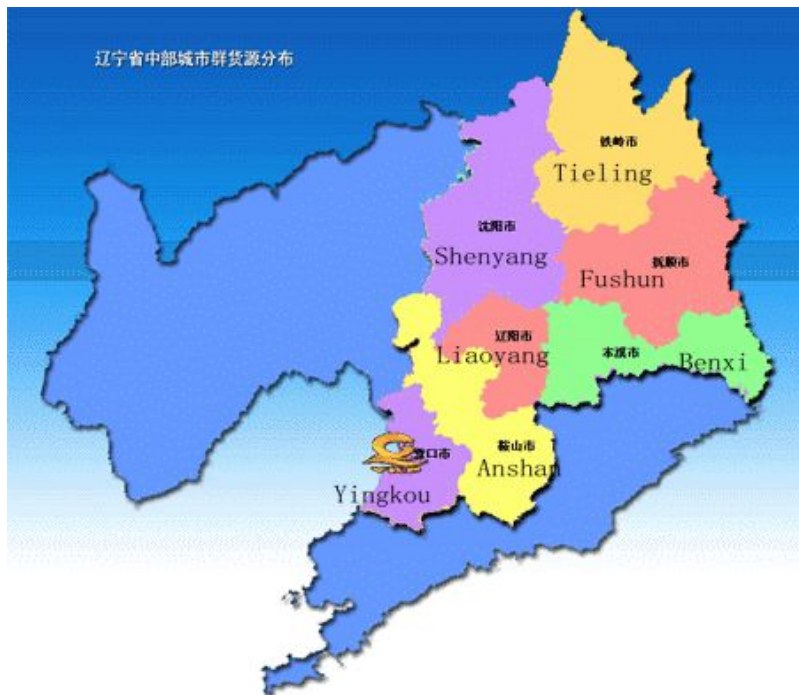 辽宁省中部城市群货源分布
铁岭市
Tieling
沈阳市
Shenyang
抚顺市
Fushun
辽阳市
Liaoyang
本溪市
Benxi
鞍山市
Anshan
营口市
Yingkou